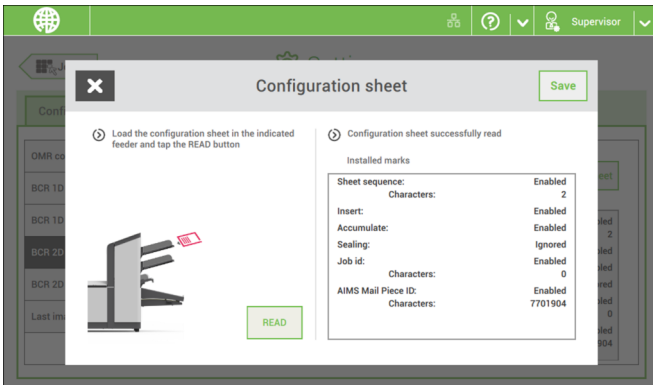 Supervisor
Configuration sheet
Save
Load the configuration sheet in the indicated
feeder and tap the READ button
READ
Configuration sheet successfully read
Installed marks
Sheet sequence: Enabled
Characters: 2
Insert: Enabled
Accumulate: Enabled
Sealing: Ignored
Job id: Enabled
Characters: 0
AIMS Mail Piece ID: Enabled
Characters: 7701904
OMR co
BCR 1D
BCR 1D
BCR 2D
BCR 2D